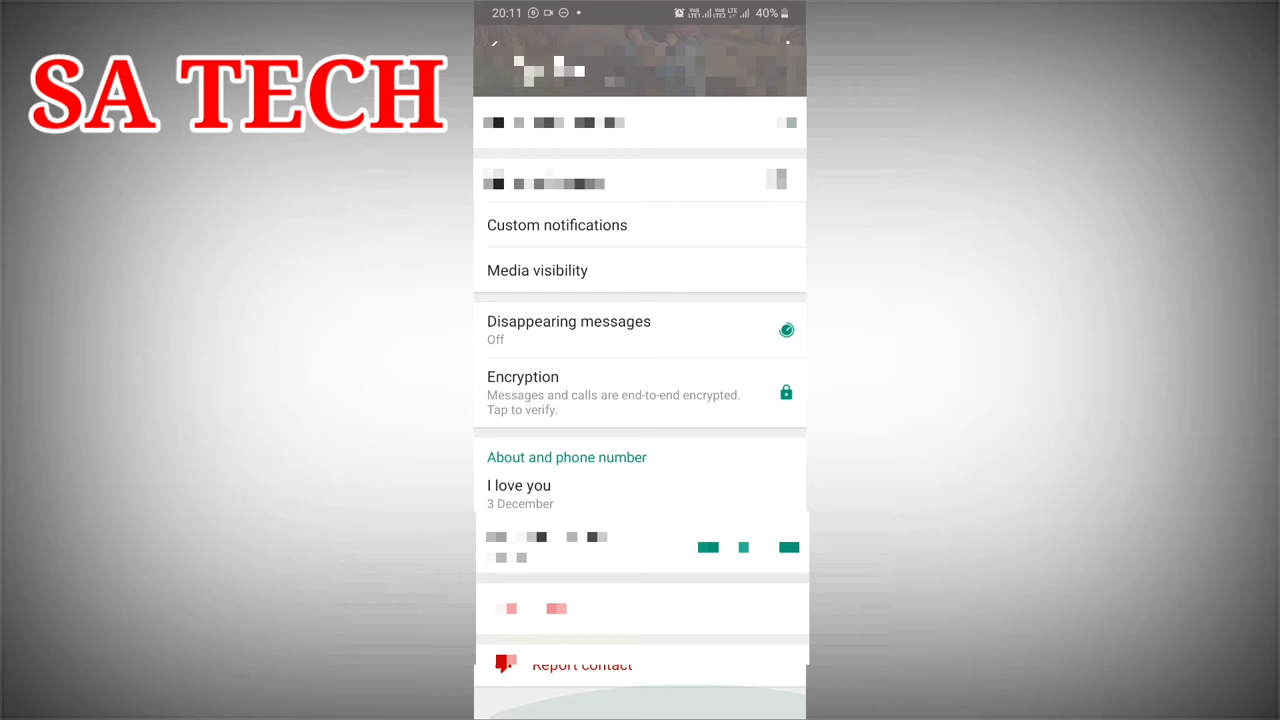 SA TECH
20:11
40%
Custom notifications
Media visibility
Disappearing messages
Off
Encryption
Messages and calls are end-to-end encrypted.
Tap to verify.
About and phone number
I love you
3 December
Report contact